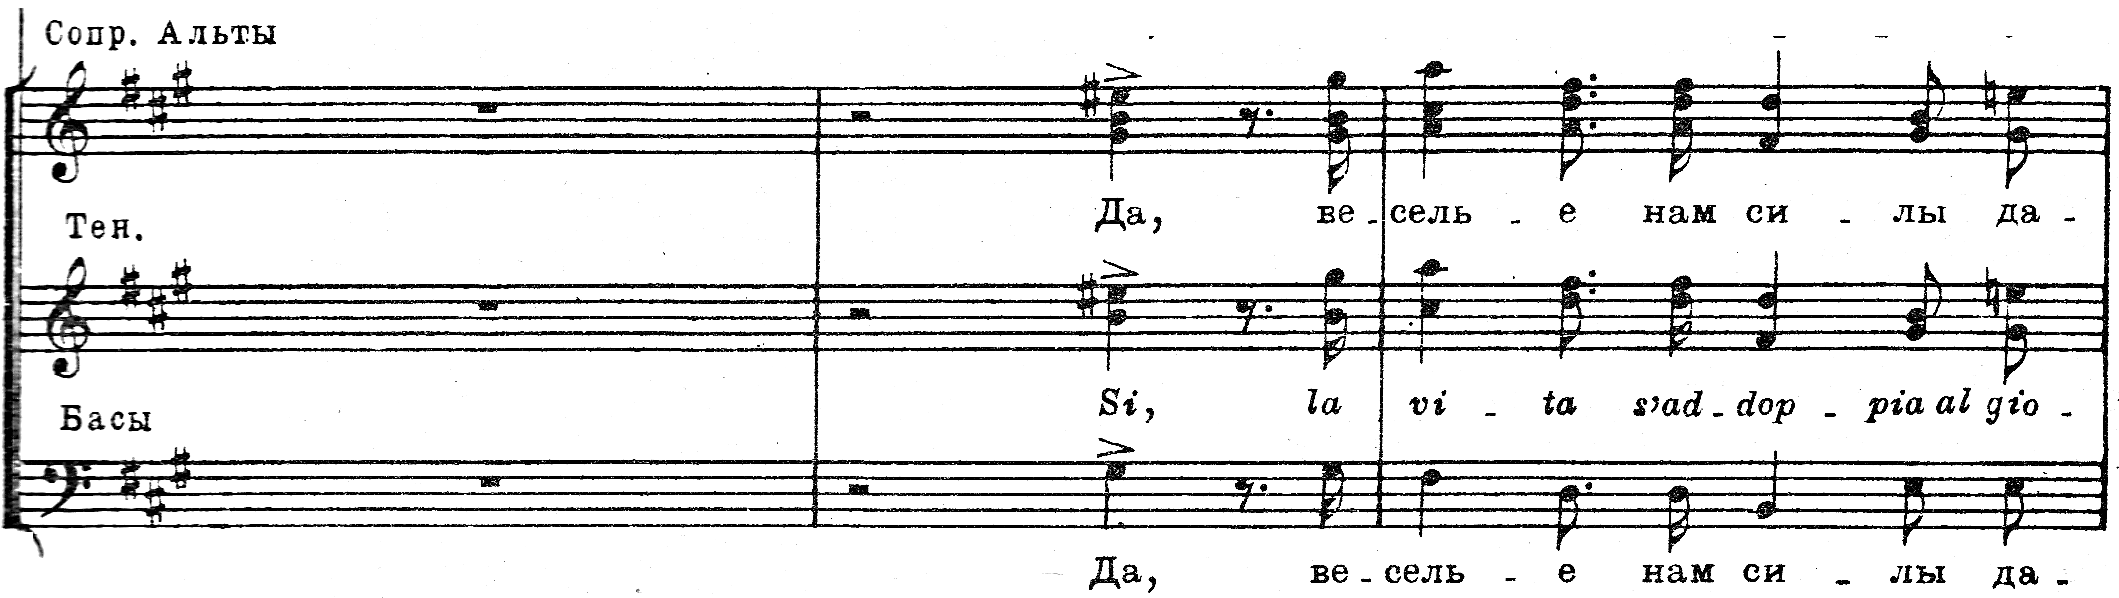 Сопр. Альты
Да, ве - сель - е нам си - лы да -
Тен.
Si, la vi - ta s'ad - dop - pia al gio -
Басы
Да, ве - сель - е нам си - лы да -